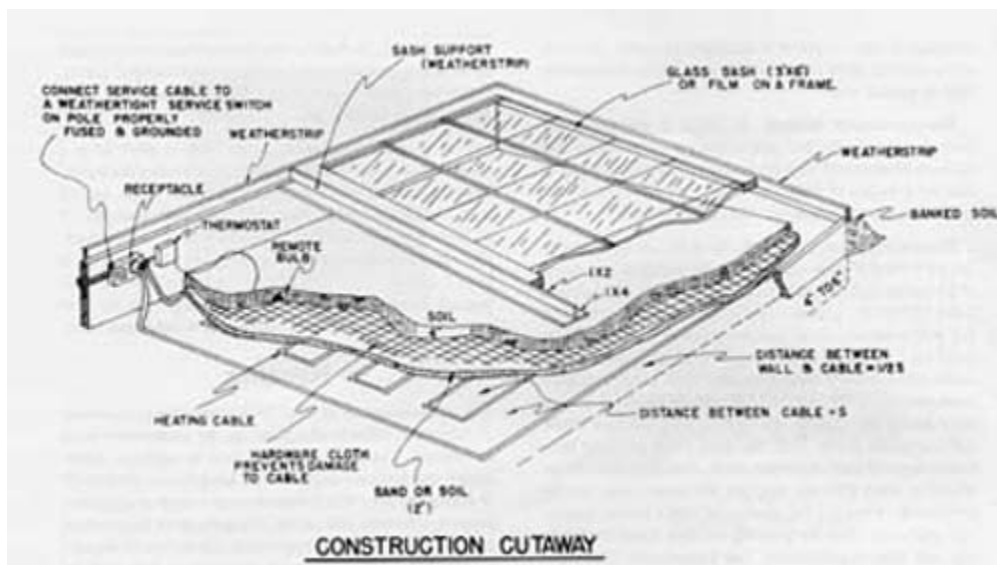 SASH SUPPORT
(WEATHERSTRIP)
GLASS SASH (3'X6')
OR FILM ON A FRAME.
CONNECT SERVICE CABLE TO
A WEATHERTIGHT SERVICE SWITCH
ON POLE PROPERLY
FUSED & GROUNDED
WEATHERSTRIP
WEATHERSTRIP
RECEPTACLE
BANKED SOIL
THERMOSTAT
REMOTE
BULB
1X2
1X4
SOIL
DISTANCE BETWEEN
WALL & CABLE = 1/2 S
DISTANCE BETWEEN CABLE = S
HEATING CABLE
HARDWARE CLOTH
PREVENTS DAMAGE
TO CABLE
SAND OR SOIL
(2")
CONSTRUCTION CUTAWAY